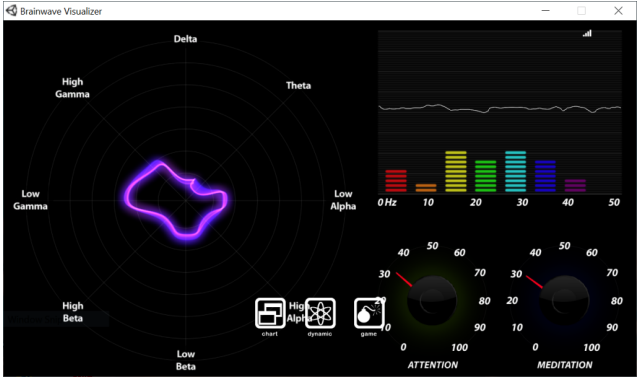 Brainwave Visualizer
Delta
High
Gamma
Theta
Low
Gamma
Low
Alpha
High
Beta
High
Alpha
Low
Beta
chart
dynamic
game
0 Hz 10 20 30 40 50
0
10
20
30
40
50
60
70
80
90
100
ATTENTION
0
10
20
30
40
50
60
70
80
90
100
MEDITATION